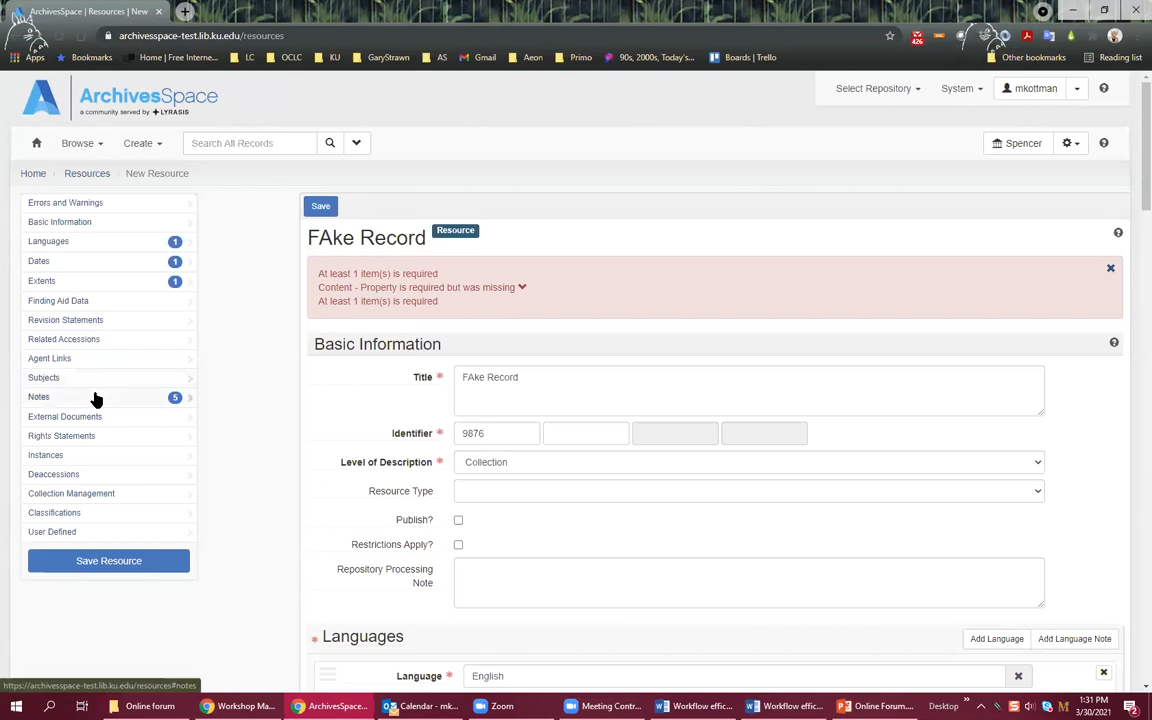 ArchivesSpace | Resources | New
archivesspace-test.lib.ku.edu/resources
426
Apps Bookmarks Home | Free Interne... LC OCLC KU GaryStrawn AS Gmail Aeon Primo 90s, 2000s, Today's... Boards | Trello Other bookmarks Reading list
ArchivesSpace
a community served by LYRASIS
Select Repository System mkottman
Browse Create Search All Records Spencer
Home / Resources / New Resource
Errors and Warnings
Basic Information
Languages 1
Dates 1
Extents 1
Finding Aid Data
Revision Statements
Related Accessions
Agent Links
Subjects
Notes 5
External Documents
Rights Statements
Instances
Deaccessions
Collection Management
Classifications
User Defined
Save Resource
Save
FAke Record Resource
At least 1 item(s) is required
Content - Property is required but was missing
At least 1 item(s) is required
Basic Information
Title * FAke Record
Identifier * 9876
Level of Description * Collection
Resource Type
Publish?
Restrictions Apply?
Repository Processing
Note
* Languages Add Language Add Language Note
Language * English
https://archivesspace-test.lib.ku.edu/resources#notes
Online forum Workshop Ma... ArchivesSpace... Calendar - mk... Zoom Meeting Contr... Workflow effic... Workflow effic... Online Forum.... Desktop
1:31 PM
3/30/2021
2